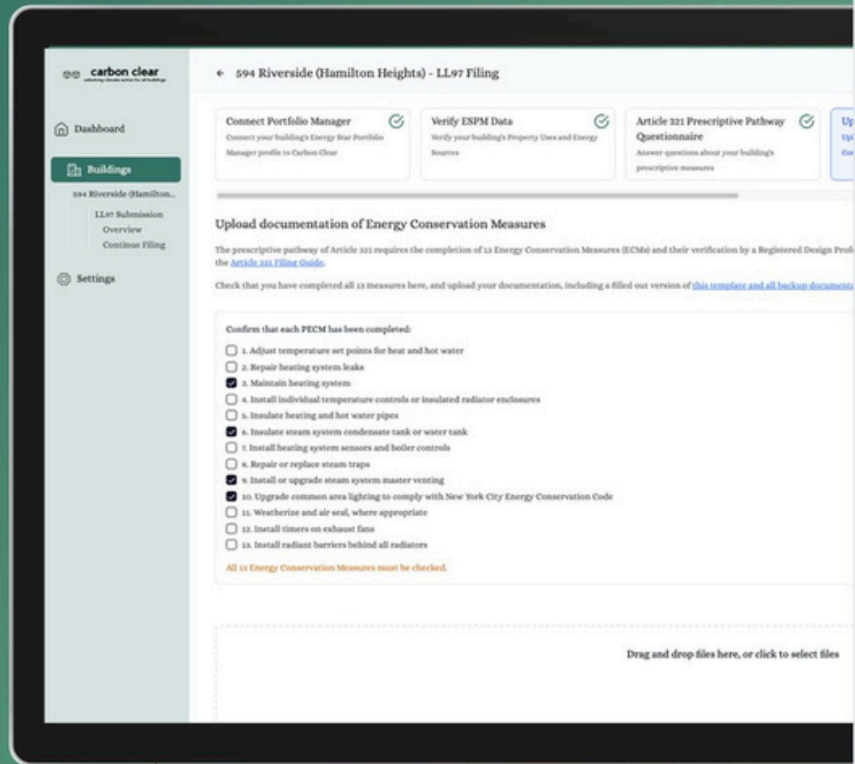 carbon clear
← 594 Riverside (Hamilton Heights) - LL97 Filing
Dashboard
Buildings
594 Riverside (Hamilton...
LL97 Submission
Overview
Continue Filing
Settings
Connect Portfolio Manager
Connect your building's Energy Star Portfolio
Manager profile to Carbon Clear
Verify ESPM Data
Verify your building's Property Uses and Energy
Sources
Article 321 Prescriptive Pathway
Questionnaire
Answer questions about your building's
prescriptive measures
Up
Upl
Con
Upload documentation of Energy Conservation Measures
The prescriptive pathway of Article 321 requires the completion of 13 Energy Conservation Measures (ECMs) and their verification by a Registered Design Prof
the Article 321 Filing Guide.
Check that you have completed all 13 measures here, and upload your documentation, including a filled out version of this template and all backup documenta
Confirm that each PECM has been completed:
1. Adjust temperature set points for heat and hot water
2. Repair heating system leaks
3. Maintain heating system
4. Install individual temperature controls or insulated radiator enclosures
5. Insulate heating and hot water pipes
6. Insulate steam system condensate tank or water tank
7. Install heating system sensors and boiler controls
8. Repair or replace steam traps
9. Install or upgrade steam system master venting
10. Upgrade common area lighting to comply with New York City Energy Conservation Code
11. Weatherize and air seal, where appropriate
12. Install timers on exhaust fans
13. Install radiant barriers behind all radiators
All 13 Energy Conservation Measures must be checked.
Drag and drop files here, or click to select files